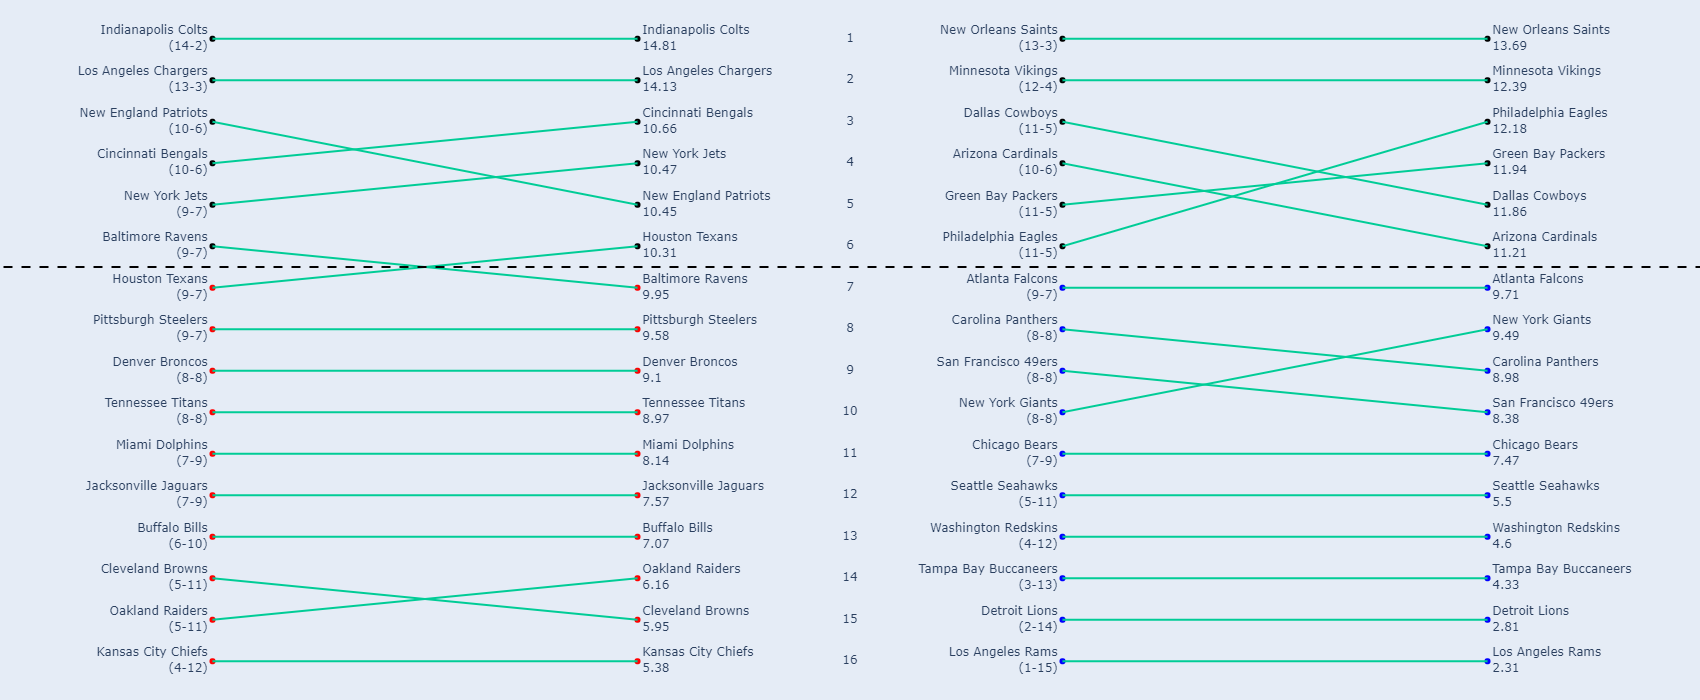 Indianapolis Colts
(14-2)
Indianapolis Colts
14.81
1
New Orleans Saints
(13-3)
New Orleans Saints
13.69
Los Angeles Chargers
(13-3)
Los Angeles Chargers
14.13
2
Minnesota Vikings
(12-4)
Minnesota Vikings
12.39
New England Patriots
(10-6)
Cincinnati Bengals
10.66
3
Dallas Cowboys
(11-5)
Philadelphia Eagles
12.18
Cincinnati Bengals
(10-6)
New York Jets
10.47
4
Arizona Cardinals
(10-6)
Green Bay Packers
11.94
New York Jets
(9-7)
New England Patriots
10.45
5
Green Bay Packers
(11-5)
Dallas Cowboys
11.86
Baltimore Ravens
(9-7)
Houston Texans
10.31
6
Philadelphia Eagles
(11-5)
Arizona Cardinals
11.21
Houston Texans
(9-7)
Baltimore Ravens
9.95
7
Atlanta Falcons
(9-7)
Atlanta Falcons
9.71
Pittsburgh Steelers
(9-7)
Pittsburgh Steelers
9.58
8
Carolina Panthers
(8-8)
New York Giants
9.49
Denver Broncos
(8-8)
Denver Broncos
9.1
9
San Francisco 49ers
(8-8)
Carolina Panthers
8.98
Tennessee Titans
(8-8)
Tennessee Titans
8.97
10
New York Giants
(8-8)
San Francisco 49ers
8.38
Miami Dolphins
(7-9)
Miami Dolphins
8.14
11
Chicago Bears
(7-9)
Chicago Bears
7.47
Jacksonville Jaguars
(7-9)
Jacksonville Jaguars
7.57
12
Seattle Seahawks
(5-11)
Seattle Seahawks
5.5
Buffalo Bills
(6-10)
Buffalo Bills
7.07
13
Washington Redskins
(4-12)
Washington Redskins
4.6
Cleveland Browns
(5-11)
Oakland Raiders
6.16
14
Tampa Bay Buccaneers
(3-13)
Tampa Bay Buccaneers
4.33
Oakland Raiders
(5-11)
Cleveland Browns
5.95
15
Detroit Lions
(2-14)
Detroit Lions
2.81
Kansas City Chiefs
(4-12)
Kansas City Chiefs
5.38
16
Los Angeles Rams
(1-15)
Los Angeles Rams
2.31